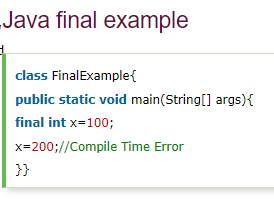 Java final example
class FinalExample{
public static void main(String[] args){
final int x=100;
x=200;//Compile Time Error
}}